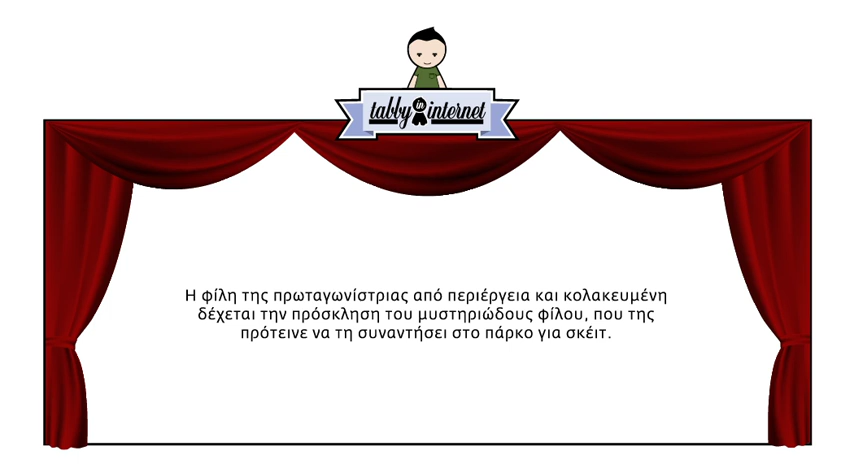 tabby in internet
Η φίλη της πρωταγωνίστριας από περιέργεια και κολακευμένη
δέχεται την πρόσκληση του μυστηριώδους φίλου, που της
πρότεινε να τη συναντήσει στο πάρκο για σκέιτ.